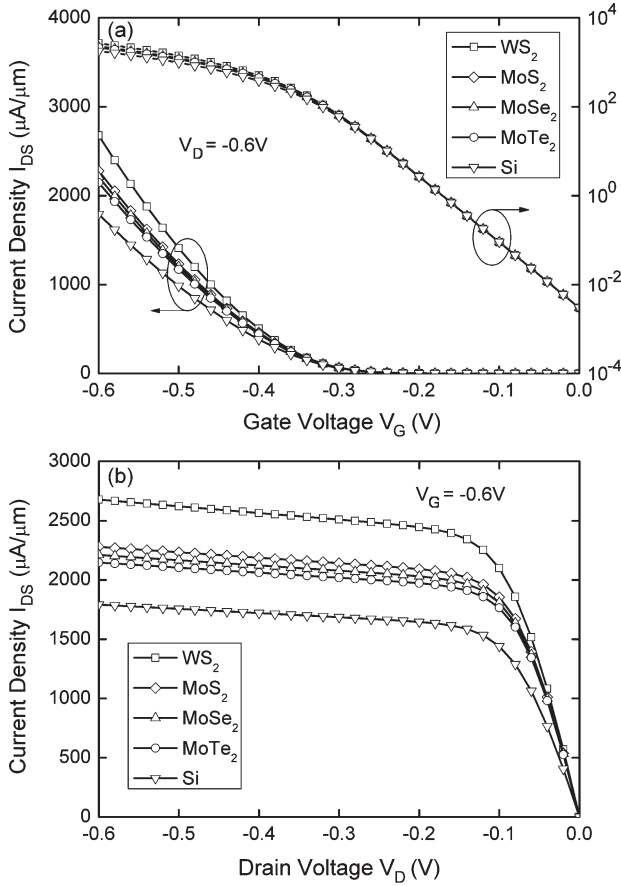 (a)
4000
3000
2000
1000
0
Current Density I_DS (μA/μm)
10^4
10^2
10^0
10^-2
10^-4
WS2
MoS2
MoSe2
MoTe2
Si
V_D = -0.6V
-0.6 -0.5 -0.4 -0.3 -0.2 -0.1 0.0
Gate Voltage V_G (V)
(b)
3000
2500
2000
1500
1000
500
0
Current Density I_DS (μA/μm)
V_G = -0.6V
WS2
MoS2
MoSe2
MoTe2
Si
-0.6 -0.5 -0.4 -0.3 -0.2 -0.1 0.0
Drain Voltage V_D (V)